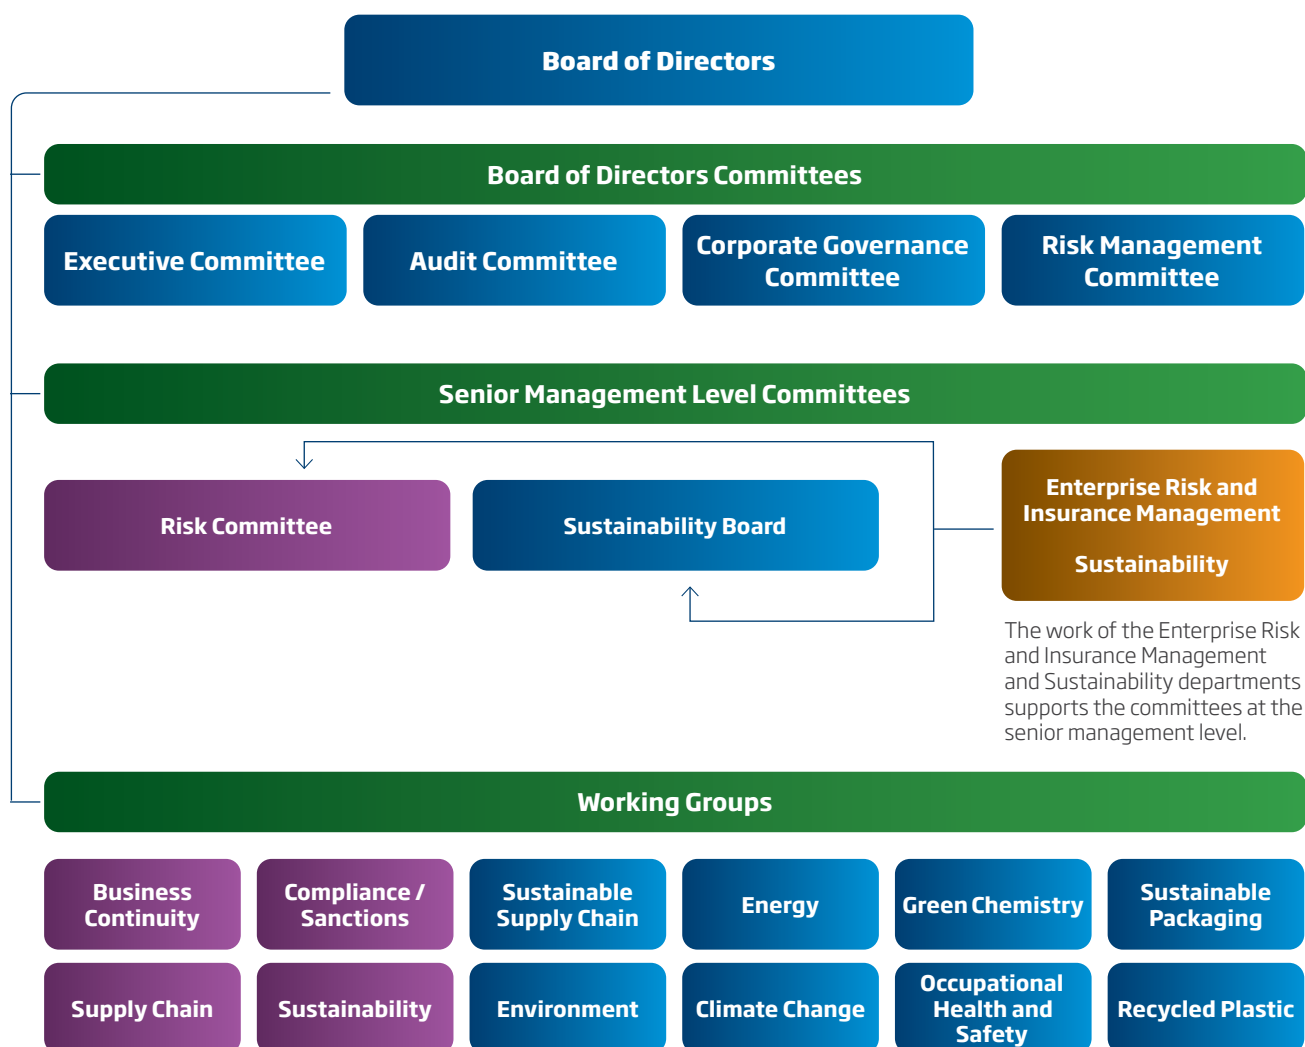 Board of Directors
Board of Directors Committees
Executive Committee
Audit Committee
Corporate Governance
Committee
Risk Management
Committee
Senior Management Level Committees
Risk Committee
Sustainability Board
Enterprise Risk and
Insurance Management
Sustainability
The work of the Enterprise Risk
and Insurance Management
and Sustainability departments
supports the committees at the
senior management level.
Working Groups
Business
Continuity
Compliance /
Sanctions
Sustainable
Supply Chain
Energy
Green Chemistry
Sustainable
Packaging
Supply Chain
Sustainability
Environment
Climate Change
Occupational
Health and
Safety
Recycled Plastic